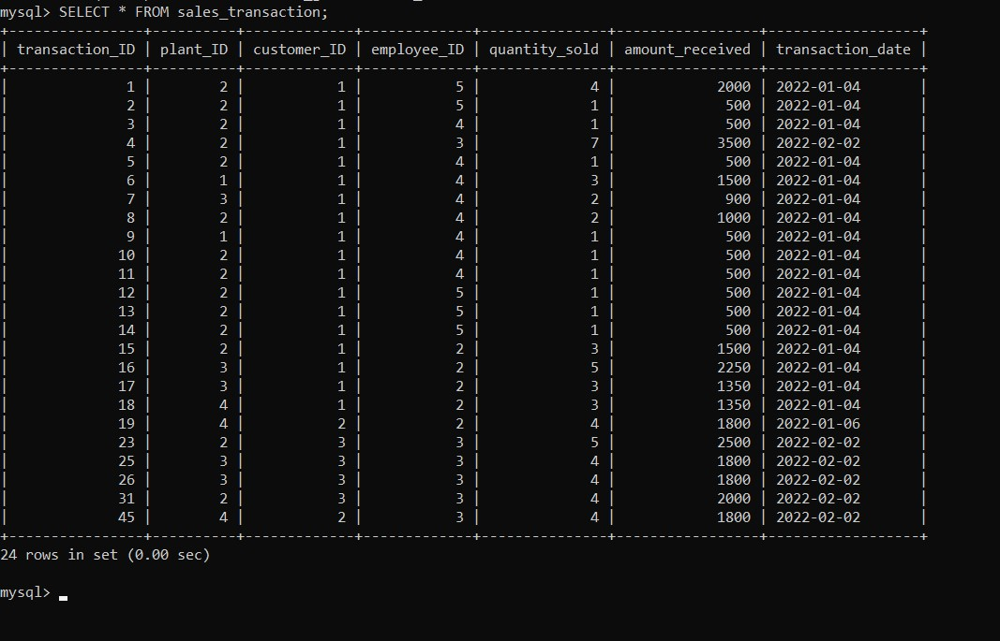 mysql> SELECT * FROM sales_transaction;
+----------------+----------+-------------+-------------+---------------+-----------------+------------------+
| transaction_ID | plant_ID | customer_ID | employee_ID | quantity_sold | amount_received | transaction_date |
+----------------+----------+-------------+-------------+---------------+-----------------+------------------+
| 1 | 2 | 1 | 5 | 4 | 2000 | 2022-01-04 |
| 2 | 2 | 1 | 5 | 1 | 500 | 2022-01-04 |
| 3 | 2 | 1 | 4 | 1 | 500 | 2022-01-04 |
| 4 | 2 | 1 | 3 | 7 | 3500 | 2022-02-02 |
| 5 | 2 | 1 | 4 | 1 | 500 | 2022-01-04 |
| 6 | 1 | 1 | 4 | 3 | 1500 | 2022-01-04 |
| 7 | 3 | 1 | 4 | 2 | 900 | 2022-01-04 |
| 8 | 2 | 1 | 4 | 2 | 1000 | 2022-01-04 |
| 9 | 1 | 1 | 4 | 1 | 500 | 2022-01-04 |
| 10 | 2 | 1 | 4 | 1 | 500 | 2022-01-04 |
| 11 | 2 | 1 | 4 | 1 | 500 | 2022-01-04 |
| 12 | 2 | 1 | 5 | 1 | 500 | 2022-01-04 |
| 13 | 2 | 1 | 5 | 1 | 500 | 2022-01-04 |
| 14 | 2 | 1 | 5 | 1 | 500 | 2022-01-04 |
| 15 | 2 | 1 | 2 | 3 | 1500 | 2022-01-04 |
| 16 | 3 | 1 | 2 | 5 | 2250 | 2022-01-04 |
| 17 | 3 | 1 | 2 | 3 | 1350 | 2022-01-04 |
| 18 | 4 | 1 | 2 | 3 | 1350 | 2022-01-04 |
| 19 | 4 | 2 | 2 | 4 | 1800 | 2022-01-06 |
| 23 | 2 | 3 | 3 | 5 | 2500 | 2022-02-02 |
| 25 | 3 | 3 | 3 | 4 | 1800 | 2022-02-02 |
| 26 | 3 | 3 | 3 | 4 | 1800 | 2022-02-02 |
| 31 | 2 | 3 | 3 | 4 | 2000 | 2022-02-02 |
| 45 | 4 | 2 | 3 | 4 | 1800 | 2022-02-02 |
+----------------+----------+-------------+-------------+---------------+-----------------+------------------+
24 rows in set (0.00 sec)
mysql>